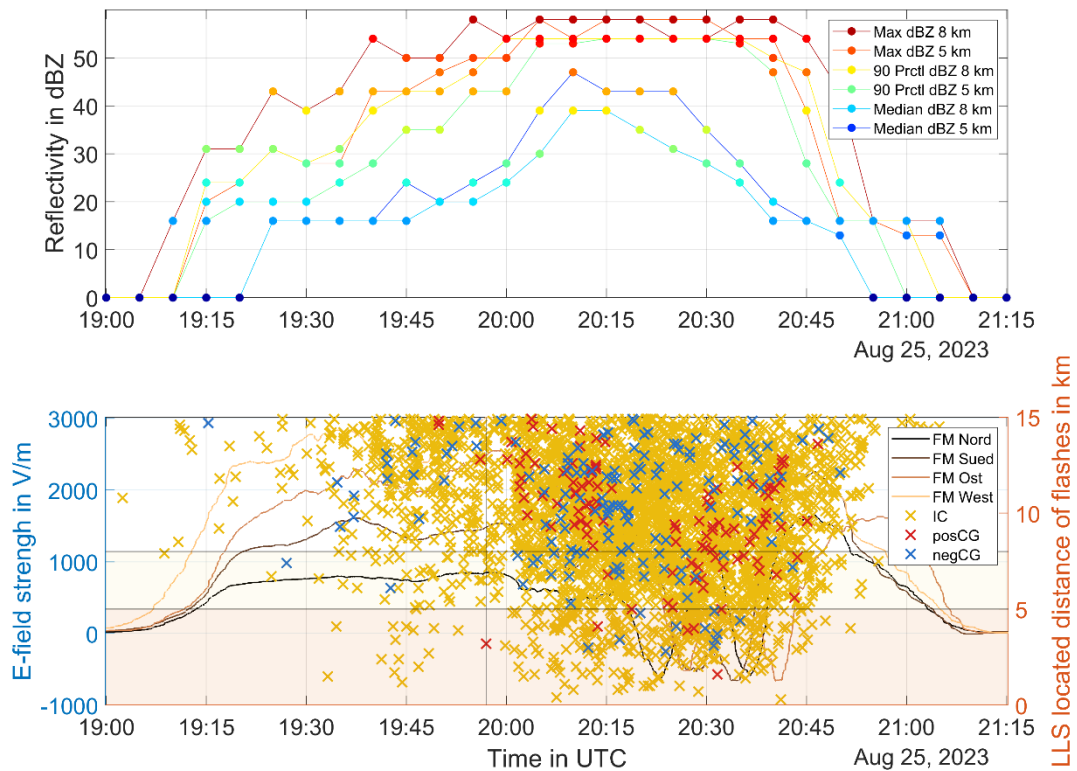 Reflectivity in dBZ
50
40
30
20
10
0
Max dBZ 8 km
Max dBZ 5 km
90 Prctl dBZ 8 km
90 Prctl dBZ 5 km
Median dBZ 8 km
Median dBZ 5 km
19:00 19:15 19:30 19:45 20:00 20:15 20:30 20:45 21:00 21:15
Aug 25, 2023
E-field strengh in V/m
3000
2000
1000
0
-1000
FM Nord
FM Sued
FM Ost
FM West
IC
posCG
negCG
15
10
5
0
LLS located distance of flashes in km
19:00 19:15 19:30 19:45 20:00 20:15 20:30 20:45 21:00 21:15
Time in UTC
Aug 25, 2023